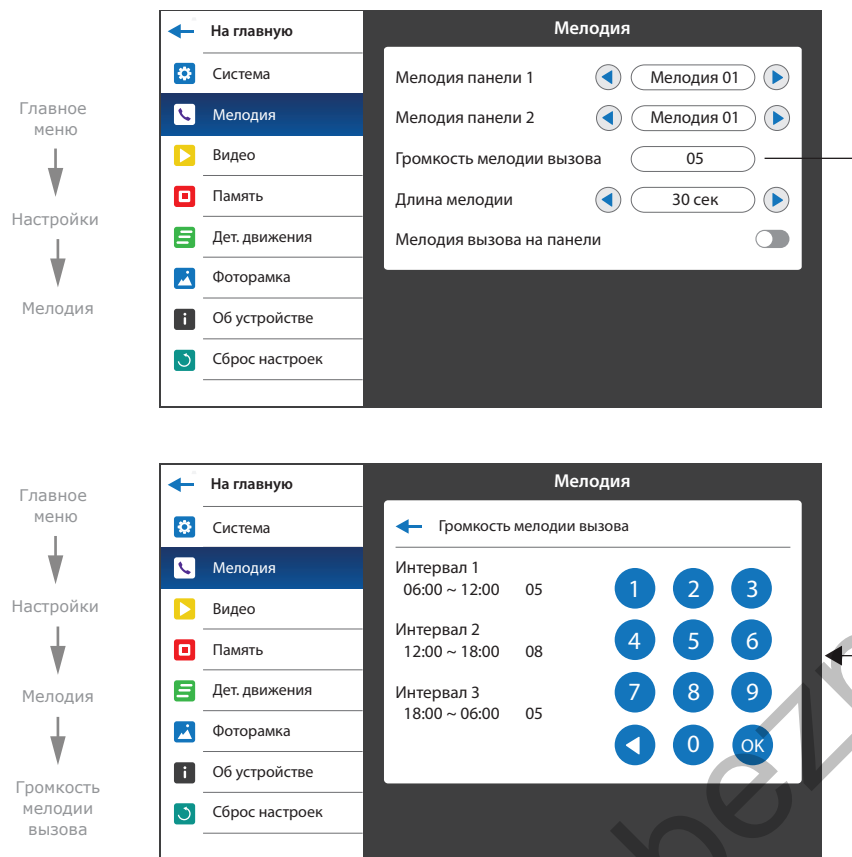 Главное
меню
Настройки
Мелодия
На главную
Система
Мелодия
Видео
Память
Дет. движения
Фоторамка
Об устройстве
Сброс настроек
Мелодия
Мелодия панели 1 Мелодия 01
Мелодия панели 2 Мелодия 01
Громкость мелодии вызова 05
Длина мелодии 30 сек
Мелодия вызова на панели
Главное
меню
Настройки
Мелодия
Громкость
мелодии
вызова
На главную
Система
Мелодия
Видео
Память
Дет. движения
Фоторамка
Об устройстве
Сброс настроек
Мелодия
Громкость мелодии вызова
Интервал 1
06:00 ~ 12:00 05
Интервал 2
12:00 ~ 18:00 08
Интервал 3
18:00 ~ 06:00 05
1 2 3
4 5 6
7 8 9
0 OK